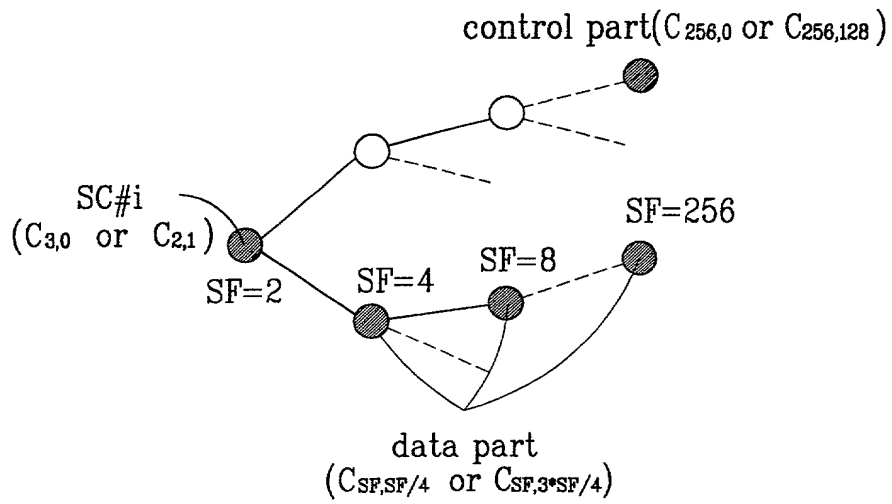 control part(C256,0 or C256,128)
SC#i
(C3,0 or C2,1)
SF=2
SF=4
SF=8
SF=256
data part
(CSF,SF/4 or CSF,3*SF/4)